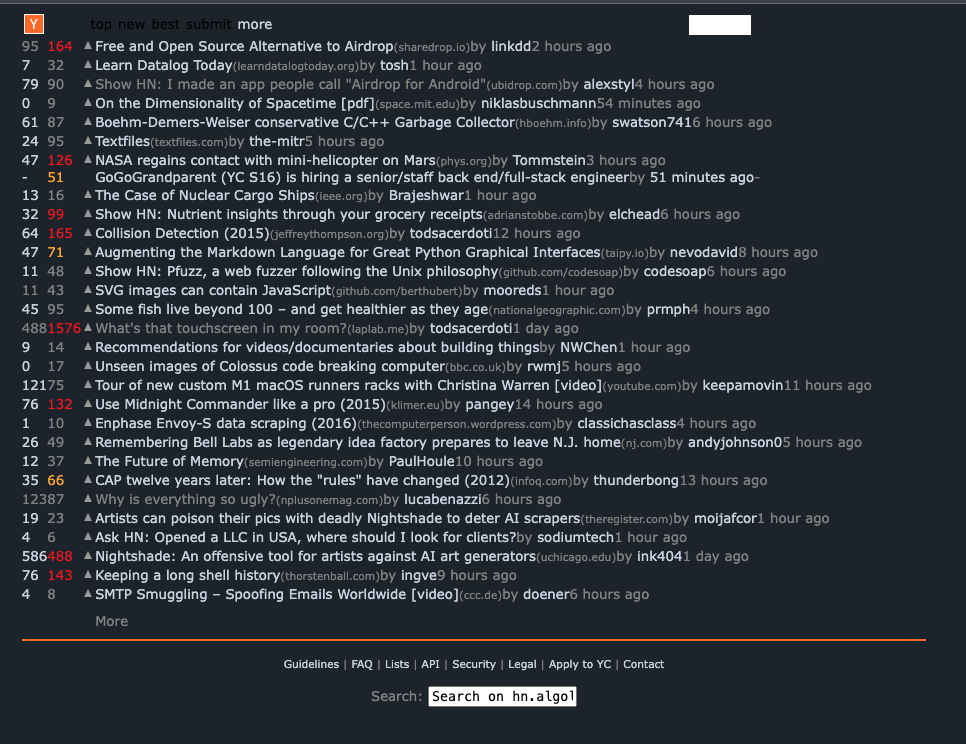 Y top new best submit more
95 164 ▲ Free and Open Source Alternative to Airdrop(sharedrop.io)by linkdd2 hours ago
7 32 ▲ Learn Datalog Today(learndatalogtoday.org)by tosh1 hour ago
79 90 ▲ Show HN: I made an app people call "Airdrop for Android"(ubidrop.com)by alexstyl4 hours ago
0 9 ▲ On the Dimensionality of Spacetime [pdf](space.mit.edu)by niklasbuschmann54 minutes ago
61 87 ▲ Boehm-Demers-Weiser conservative C/C++ Garbage Collector(hboehm.info)by swatson7416 hours ago
24 95 ▲ Textfiles(textfiles.com)by the-mitr5 hours ago
47 126 ▲ NASA regains contact with mini-helicopter on Mars(phys.org)by Tommstein3 hours ago
- 51 GoGoGrandparent (YC S16) is hiring a senior/staff back end/full-stack engineerby 51 minutes ago-
13 16 ▲ The Case of Nuclear Cargo Ships(ieee.org)by Brajeshwar1 hour ago
32 99 ▲ Show HN: Nutrient insights through your grocery receipts(adrianstobbe.com)by elchead6 hours ago
64 165 ▲ Collision Detection (2015)(jeffreythompson.org)by todsacerdoti12 hours ago
47 71 ▲ Augmenting the Markdown Language for Great Python Graphical Interfaces(taipy.io)by nevodavid8 hours ago
11 48 ▲ Show HN: Pfuzz, a web fuzzer following the Unix philosophy(github.com/codesoap)by codesoap6 hours ago
11 43 ▲ SVG images can contain JavaScript(github.com/berthubert)by mooreds1 hour ago
45 95 ▲ Some fish live beyond 100 – and get healthier as they age(nationalgeographic.com)by prmph4 hours ago
4881576 ▲ What's that touchscreen in my room?(laplab.me)by todsacerdoti1 day ago
9 14 ▲ Recommendations for videos/documentaries about building thingsby NWChen1 hour ago
0 17 ▲ Unseen images of Colossus code breaking computer(bbc.co.uk)by rwmj5 hours ago
12175 ▲ Tour of new custom M1 macOS runners racks with Christina Warren [video](youtube.com)by keepamovin11 hours ago
76 132 ▲ Use Midnight Commander like a pro (2015)(klimer.eu)by pangey14 hours ago
1 10 ▲ Enphase Envoy-S data scraping (2016)(thecomputerperson.wordpress.com)by classichasclass4 hours ago
26 49 ▲ Remembering Bell Labs as legendary idea factory prepares to leave N.J. home(nj.com)by andyjohnson05 hours ago
12 37 ▲ The Future of Memory(semiengineering.com)by PaulHoule10 hours ago
35 66 ▲ CAP twelve years later: How the "rules" have changed (2012)(infoq.com)by thunderbong13 hours ago
12387 ▲ Why is everything so ugly?(nplusonemag.com)by lucabenazzi6 hours ago
19 23 ▲ Artists can poison their pics with deadly Nightshade to deter AI scrapers(theregister.com)by moijafcor1 hour ago
4 6 ▲ Ask HN: Opened a LLC in USA, where should I look for clients?by sodiumtech1 hour ago
586488 ▲ Nightshade: An offensive tool for artists against AI art generators(uchicago.edu)by ink4041 day ago
76 143 ▲ Keeping a long shell history(thorstenball.com)by ingve9 hours ago
4 8 ▲ SMTP Smuggling – Spoofing Emails Worldwide [video](ccc.de)by doener6 hours ago
More
Guidelines | FAQ | Lists | API | Security | Legal | Apply to YC | Contact
Search: Search on hn.algol